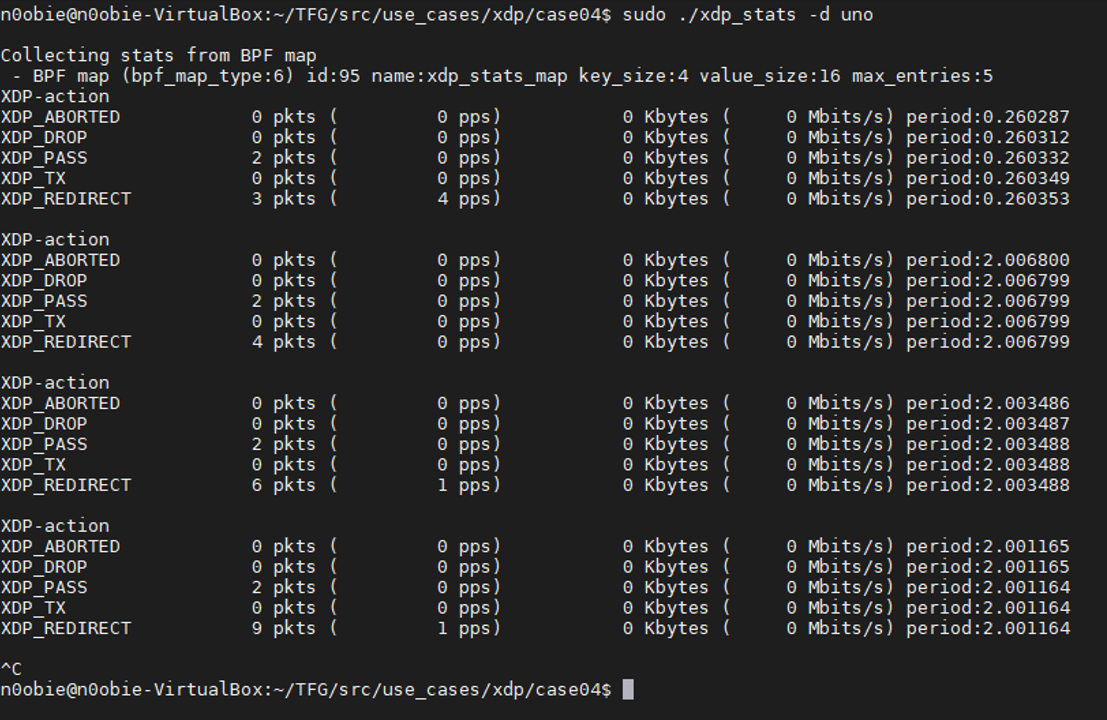 n0obie@n0obie-VirtualBox:~/TFG/src/use_cases/xdp/case04$ sudo ./xdp_stats -d uno

Collecting stats from BPF map
 - BPF map (bpf_map_type:6) id:95 name:xdp_stats_map key_size:4 value_size:16 max_entries:5
XDP-action
XDP_ABORTED            0 pkts (         0 pps)           0 Kbytes (     0 Mbits/s) period:0.260287
XDP_DROP               0 pkts (         0 pps)           0 Kbytes (     0 Mbits/s) period:0.260312
XDP_PASS               2 pkts (         0 pps)           0 Kbytes (     0 Mbits/s) period:0.260332
XDP_TX                 0 pkts (         0 pps)           0 Kbytes (     0 Mbits/s) period:0.260349
XDP_REDIRECT           3 pkts (         4 pps)           0 Kbytes (     0 Mbits/s) period:0.260353

XDP-action
XDP_ABORTED            0 pkts (         0 pps)           0 Kbytes (     0 Mbits/s) period:2.006800
XDP_DROP               0 pkts (         0 pps)           0 Kbytes (     0 Mbits/s) period:2.006799
XDP_PASS               2 pkts (         0 pps)           0 Kbytes (     0 Mbits/s) period:2.006799
XDP_TX                 0 pkts (         0 pps)           0 Kbytes (     0 Mbits/s) period:2.006799
XDP_REDIRECT           4 pkts (         0 pps)           0 Kbytes (     0 Mbits/s) period:2.006799

XDP-action
XDP_ABORTED            0 pkts (         0 pps)           0 Kbytes (     0 Mbits/s) period:2.003486
XDP_DROP               0 pkts (         0 pps)           0 Kbytes (     0 Mbits/s) period:2.003487
XDP_PASS               2 pkts (         0 pps)           0 Kbytes (     0 Mbits/s) period:2.003488
XDP_TX                 0 pkts (         0 pps)           0 Kbytes (     0 Mbits/s) period:2.003488
XDP_REDIRECT           6 pkts (         1 pps)           0 Kbytes (     0 Mbits/s) period:2.003488

XDP-action
XDP_ABORTED            0 pkts (         0 pps)           0 Kbytes (     0 Mbits/s) period:2.001165
XDP_DROP               0 pkts (         0 pps)           0 Kbytes (     0 Mbits/s) period:2.001165
XDP_PASS               2 pkts (         0 pps)           0 Kbytes (     0 Mbits/s) period:2.001164
XDP_TX                 0 pkts (         0 pps)           0 Kbytes (     0 Mbits/s) period:2.001164
XDP_REDIRECT           9 pkts (         1 pps)           0 Kbytes (     0 Mbits/s) period:2.001164

^C
n0obie@n0obie-VirtualBox:~/TFG/src/use_cases/xdp/case04$